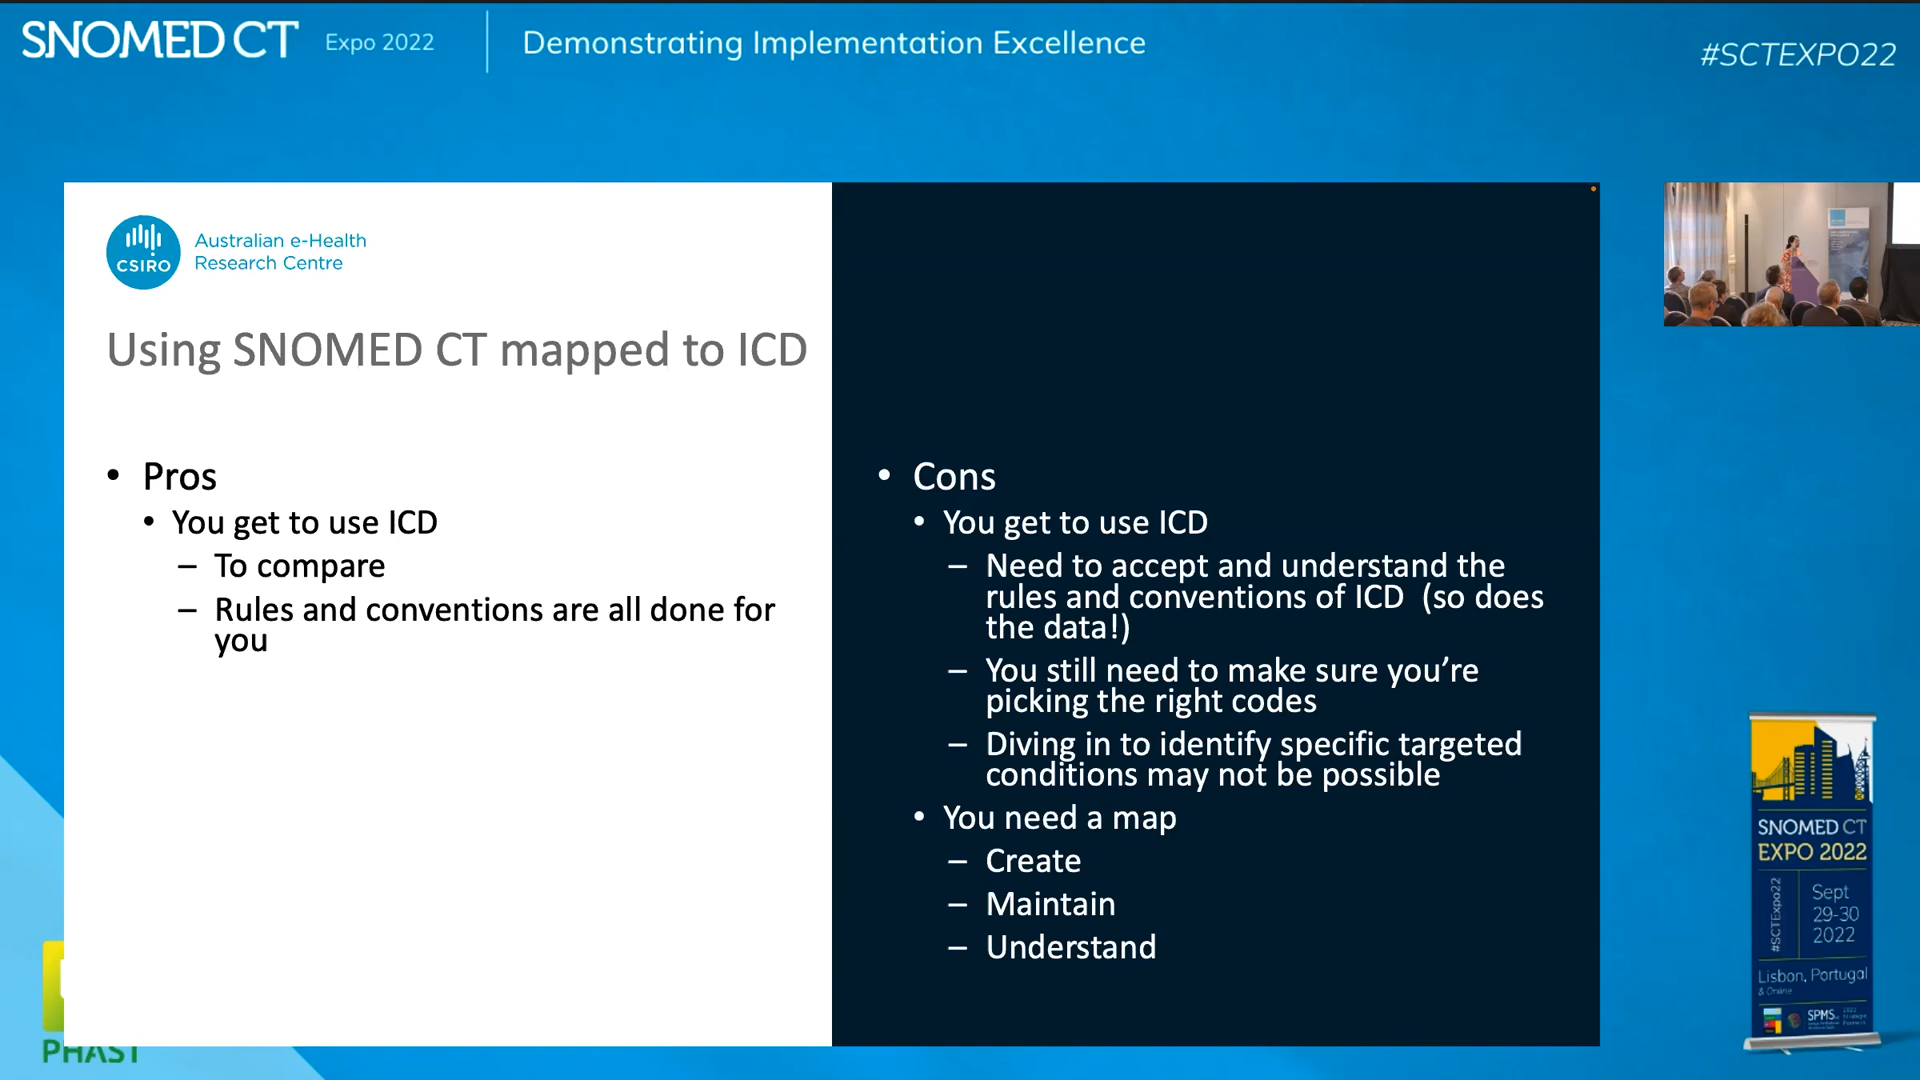 SNOMED CT Expo 2022 Demonstrating Implementation Excellence
#SCTEXPO22
CSIRO
Australian e-Health
Research Centre
Using SNOMED CT mapped to ICD
• Pros
• You get to use ICD
– To compare
– Rules and conventions are all done for
you
• Cons
• You get to use ICD
– Need to accept and understand the
rules and conventions of ICD (so does
the data!)
– You still need to make sure you’re
picking the right codes
– Diving in to identify specific targeted
conditions may not be possible
• You need a map
– Create
– Maintain
– Understand
SNOMED CT
EXPO 2022
#SCTExpo22
Sept
29-30
2022
Lisbon, Portugal
& Online
SPMS
PHAST